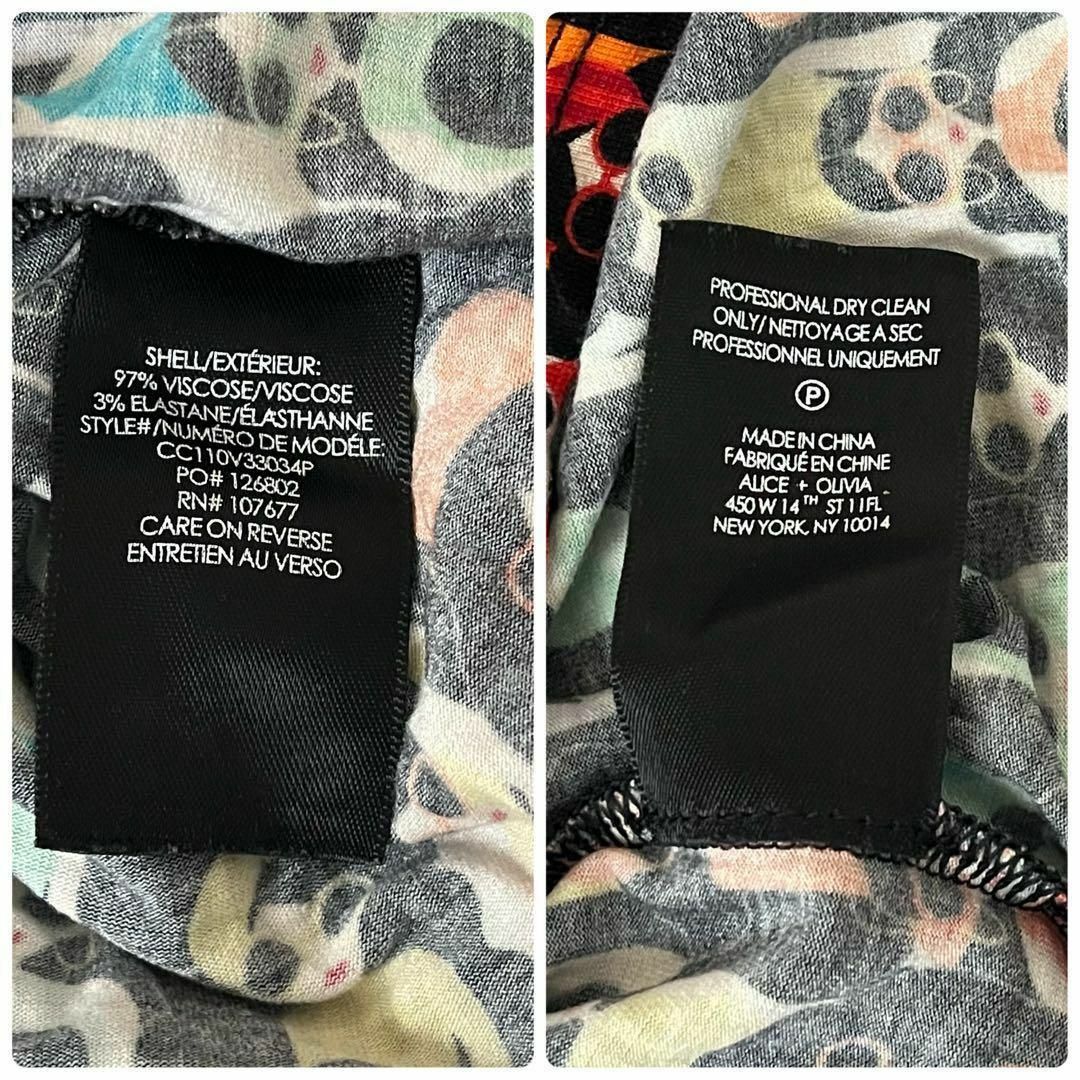 SHELL/EXTÉRIEUR:
97% VISCOSE/VISCOSE
3% ELASTANE/ÉLASTHANNE
STYLE#/NUMÉRO DE MODÉLE:
CC110V33034P
PO# 126802
RN# 107677
CARE ON REVERSE
ENTRETIEN AU VERSO
PROFESSIONAL DRY CLEAN
ONLY/ NETTOYAGE A SEC
PROFESSIONNEL UNIQUEMENT
P
MADE IN CHINA
FABRIQUÉ EN CHINE
ALICE + OLIVIA
450 W 14TH ST 11FL
NEW YORK, NY 10014